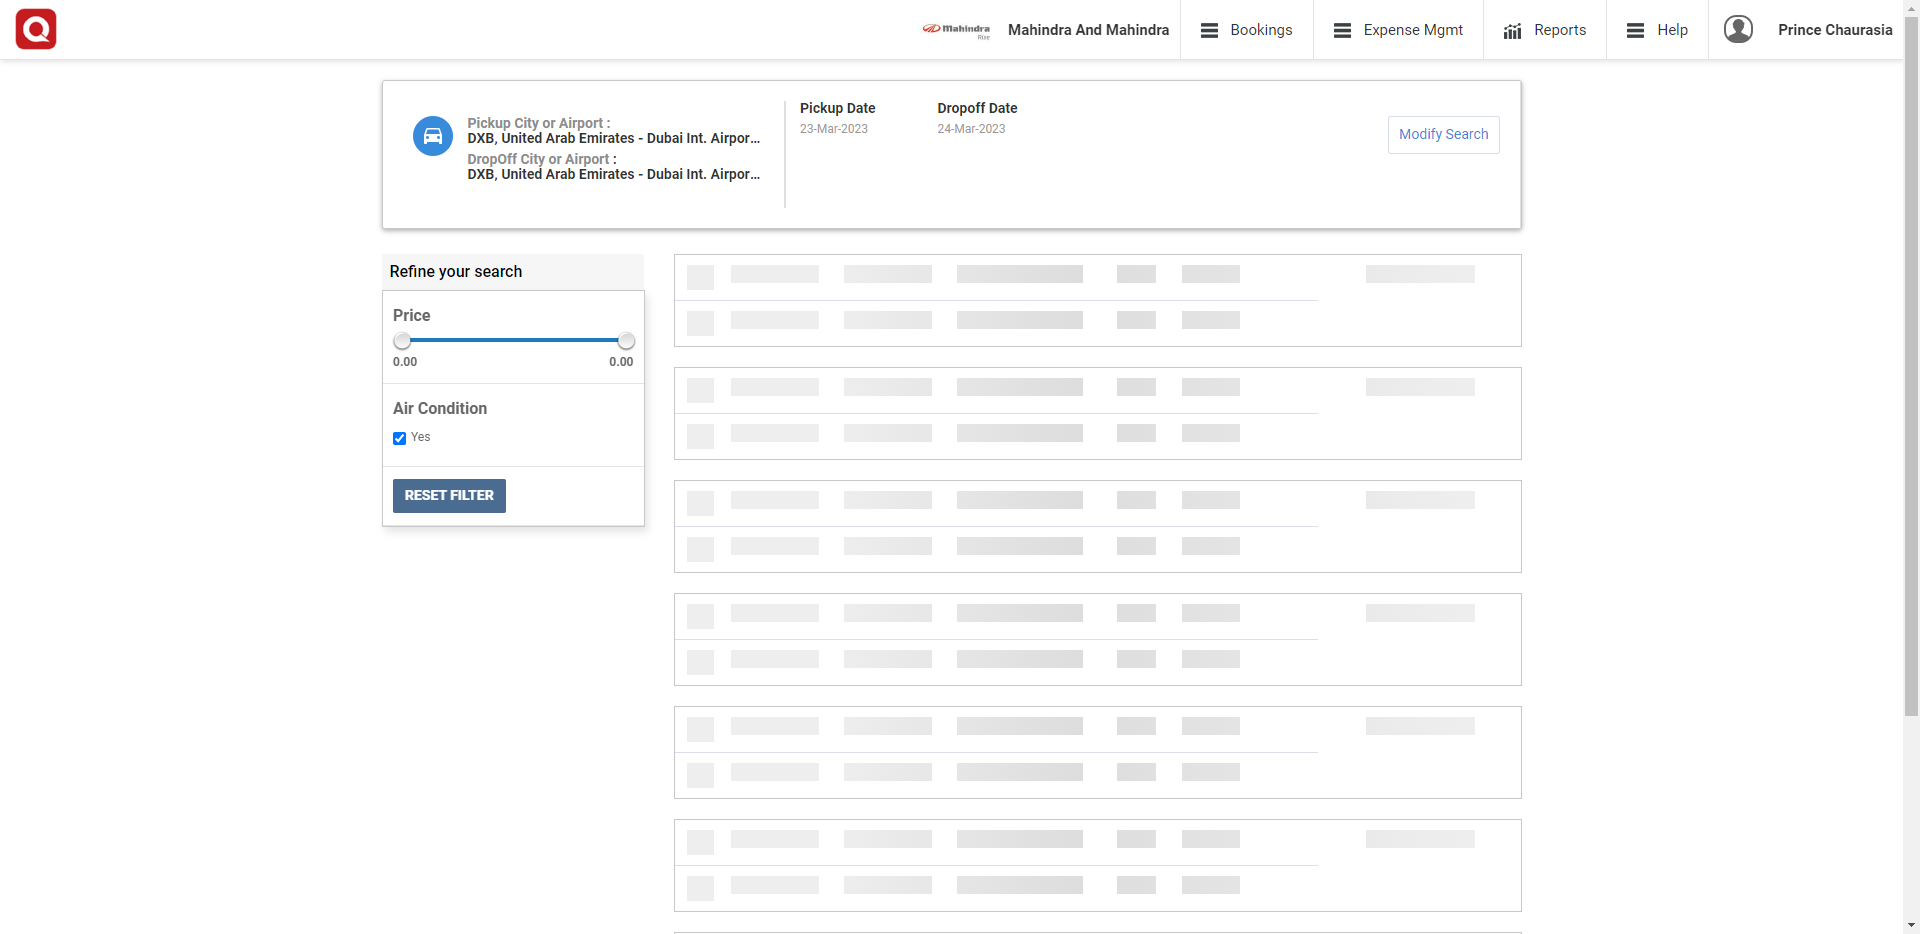 Q
Mahindra
Rise
Mahindra And Mahindra
Bookings
Expense Mgmt
Reports
Help
Prince Chaurasia
Pickup City or Airport :
DXB, United Arab Emirates - Dubai Int. Airpor...
DropOff City or Airport :
DXB, United Arab Emirates - Dubai Int. Airpor...
Pickup Date
23-Mar-2023
Dropoff Date
24-Mar-2023
Modify Search
Refine your search
Price
0.00 0.00
Air Condition
Yes
RESET FILTER